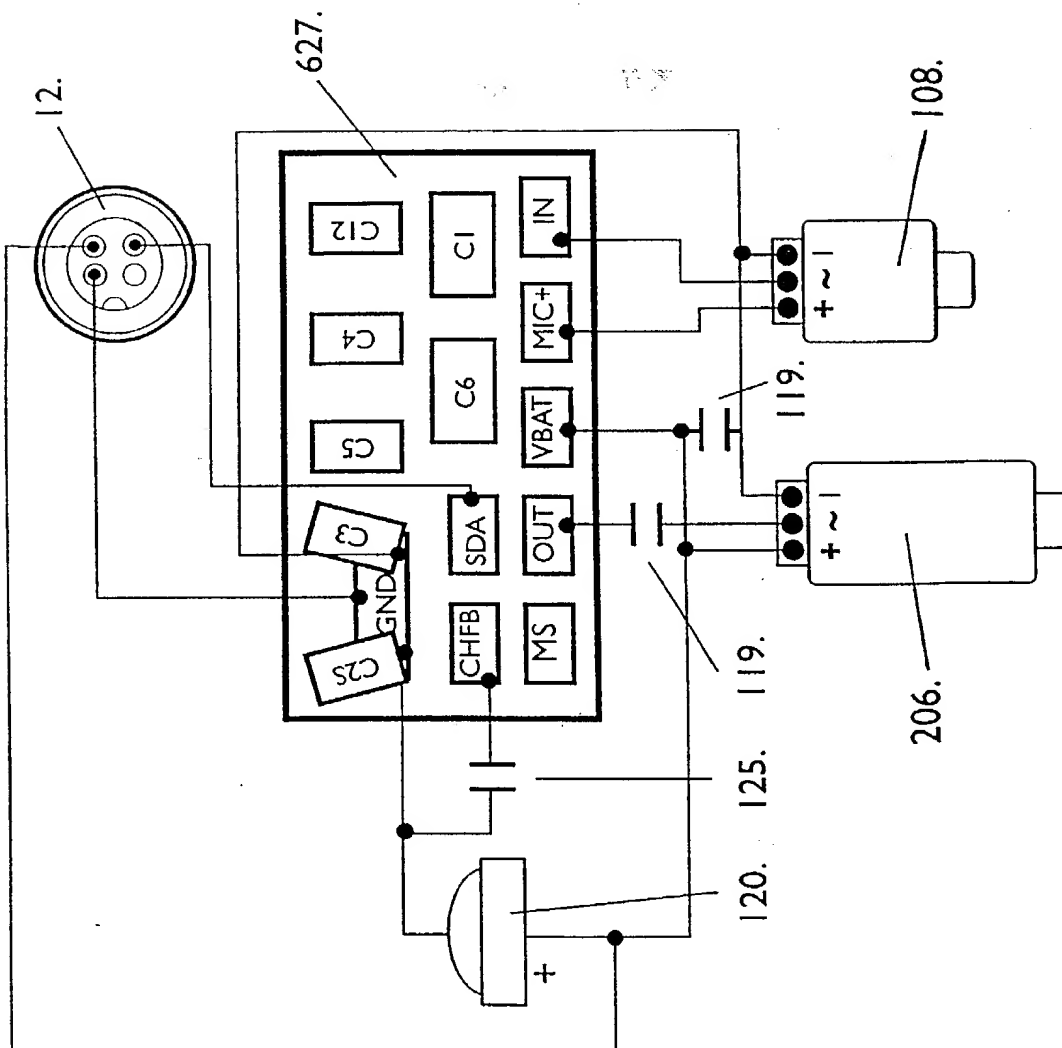 12.
627.
C12
C4
C5
C3
C2S
GND
C1
C6
SDA
CHFB
IN
MIC+
VBAT
OUT
MS
+ ~ −
108.
119.
+ ~ −
206.
119.
125.
120.
+